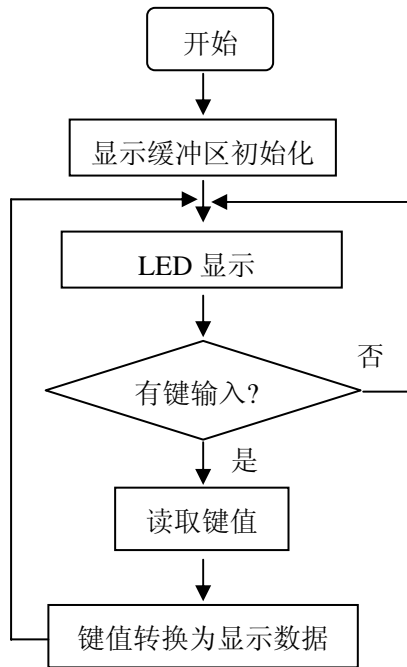 开始
显示缓冲区初始化
LED 显示
有键输入?
否
是
读取键值
键值转换为显示数据